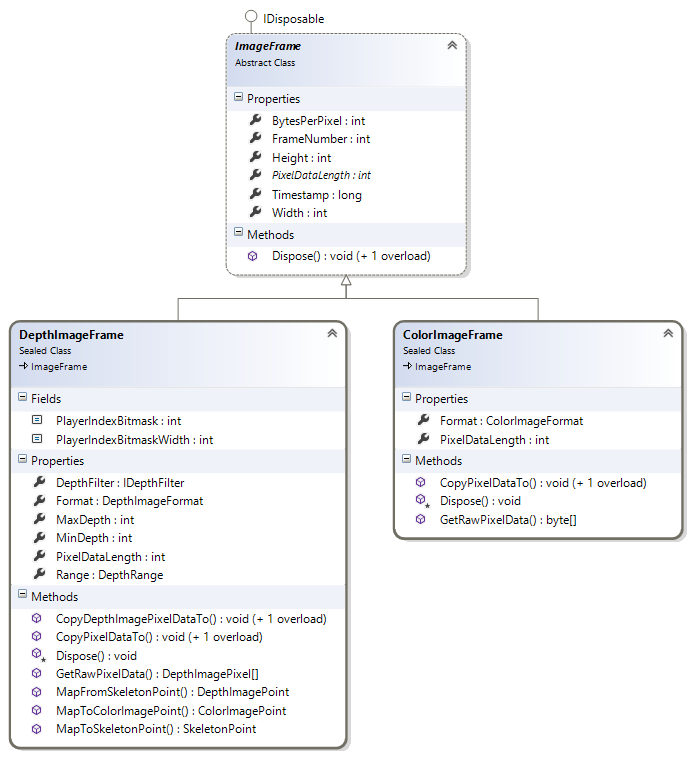 IDisposable
ImageFrame
Abstract Class
Properties
BytesPerPixel : int
FrameNumber : int
Height : int
PixelDataLength : int
Timestamp : long
Width : int
Methods
Dispose() : void (+ 1 overload)
DepthImageFrame
Sealed Class
ImageFrame
Fields
PlayerIndexBitmask : int
PlayerIndexBitmaskWidth : int
Properties
DepthFilter : IDepthFilter
Format : DepthImageFormat
MaxDepth : int
MinDepth : int
PixelDataLength : int
Range : DepthRange
Methods
CopyDepthImagePixelDataTo() : void (+ 1 overload)
CopyPixelDataTo() : void (+ 1 overload)
Dispose() : void
GetRawPixelData() : DepthImagePixel[]
MapFromSkeletonPoint() : DepthImagePoint
MapToColorImagePoint() : ColorImagePoint
MapToSkeletonPoint() : SkeletonPoint
ColorImageFrame
Sealed Class
ImageFrame
Properties
Format : ColorImageFormat
PixelDataLength : int
Methods
CopyPixelDataTo() : void (+ 1 overload)
Dispose() : void
GetRawPixelData() : byte[]